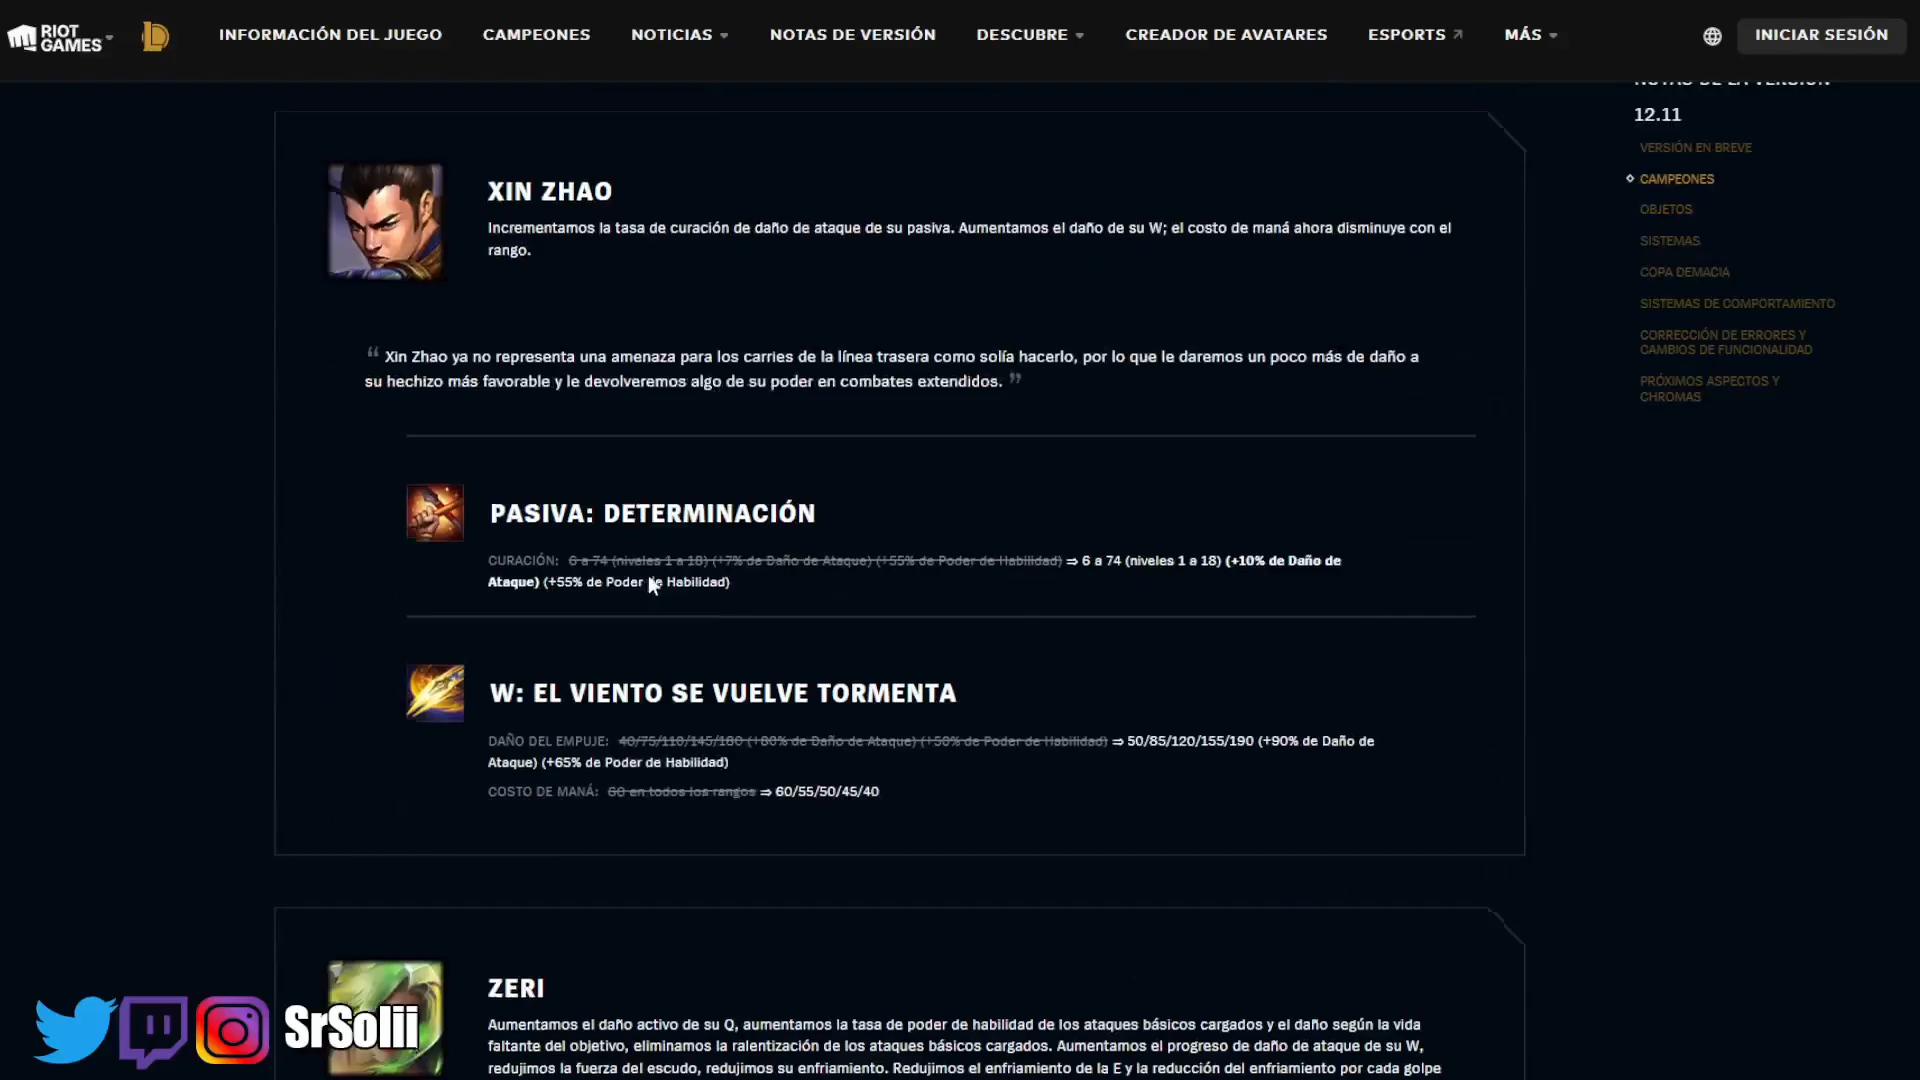 RIOT GAMES
INFORMACIÓN DEL JUEGO CAMPEONES NOTICIAS NOTAS DE VERSIÓN DESCUBRE CREADOR DE AVATARES ESPORTS MÁS INICIAR SESIÓN
NOTAS DE LA VERSIÓN
12.11
VERSIÓN EN BREVE
CAMPEONES
OBJETOS
SISTEMAS
COPA DEMACIA
SISTEMAS DE COMPORTAMIENTO
CORRECCIÓN DE ERRORES Y
CAMBIOS DE FUNCIONALIDAD
PRÓXIMOS ASPECTOS Y
CHROMAS
XIN ZHAO
Incrementamos la tasa de curación de daño de ataque de su pasiva. Aumentamos el daño de su W; el costo de maná ahora disminuye con el
rango.
“ Xin Zhao ya no representa una amenaza para los carries de la línea trasera como solía hacerlo, por lo que le daremos un poco más de daño a
su hechizo más favorable y le devolveremos algo de su poder en combates extendidos. ”
PASIVA: DETERMINACIÓN
CURACIÓN: 6 a 74 (niveles 1 a 18) (+7% de Daño de Ataque) (+55% de Poder de Habilidad) ⇒ 6 a 74 (niveles 1 a 18) (+10% de Daño de
Ataque) (+55% de Poder de Habilidad)
W: EL VIENTO SE VUELVE TORMENTA
DAÑO DEL EMPUJE: 40/75/110/145/180 (+80% de Daño de Ataque) (+50% de Poder de Habilidad) ⇒ 50/85/120/155/190 (+90% de Daño de
Ataque) (+65% de Poder de Habilidad)
COSTO DE MANÁ: 60 en todos los rangos ⇒ 60/55/50/45/40
ZERI
Aumentamos el daño activo de su Q, aumentamos la tasa de poder de habilidad de los ataques básicos cargados y el daño según la vida
faltante del objetivo, eliminamos la ralentización de los ataques básicos cargados. Aumentamos el progreso de daño de ataque de su W,
redujimos la fuerza del escudo, redujimos su enfriamiento. Redujimos el enfriamiento de la E y la reducción del enfriamiento por cada golpe
SrSolii